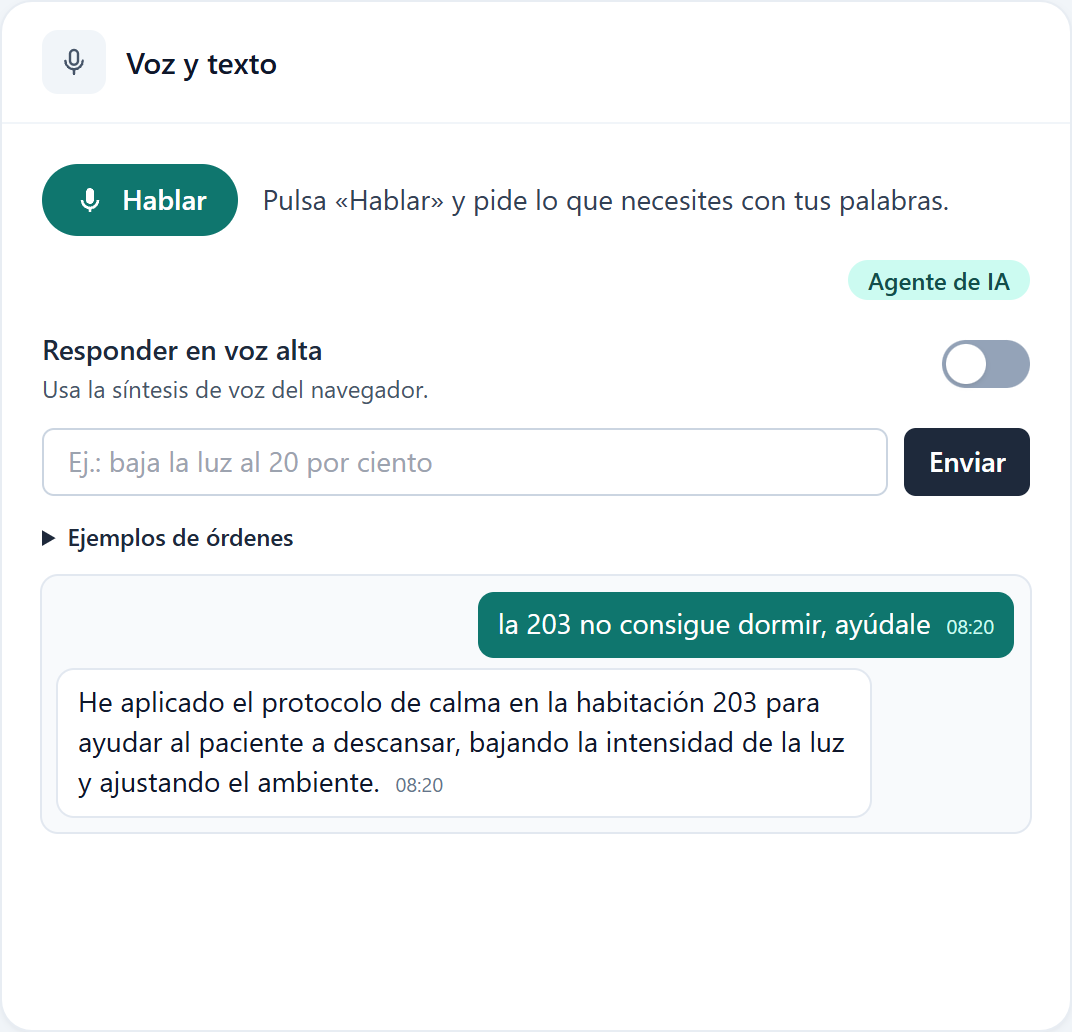 Voz y texto
Hablar
Pulsa «Hablar» y pide lo que necesites con tus palabras.
Agente de IA
Responder en voz alta
Usa la síntesis de voz del navegador.
Ej.: baja la luz al 20 por ciento
Enviar
Ejemplos de órdenes
la 203 no consigue dormir, ayúdale 08:20
He aplicado el protocolo de calma en la habitación 203 para
ayudar al paciente a descansar, bajando la intensidad de la luz
y ajustando el ambiente. 08:20